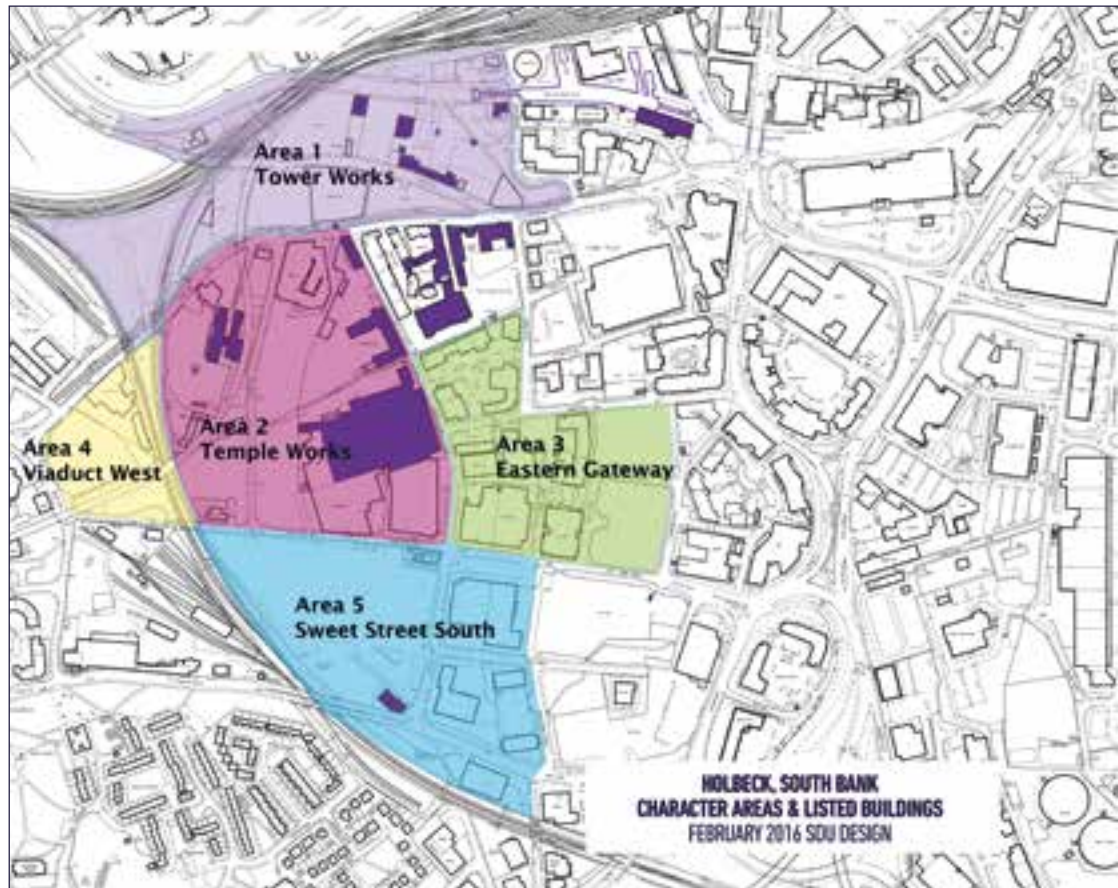 Area 1
Tower Works
Area 2
Temple Works
Area 3
Eastern Gateway
Area 4
Viaduct West
Area 5
Sweet Street South
HOLBECK, SOUTH BANK
CHARACTER AREAS & LISTED BUILDINGS
FEBRUARY 2016 SDU DESIGN